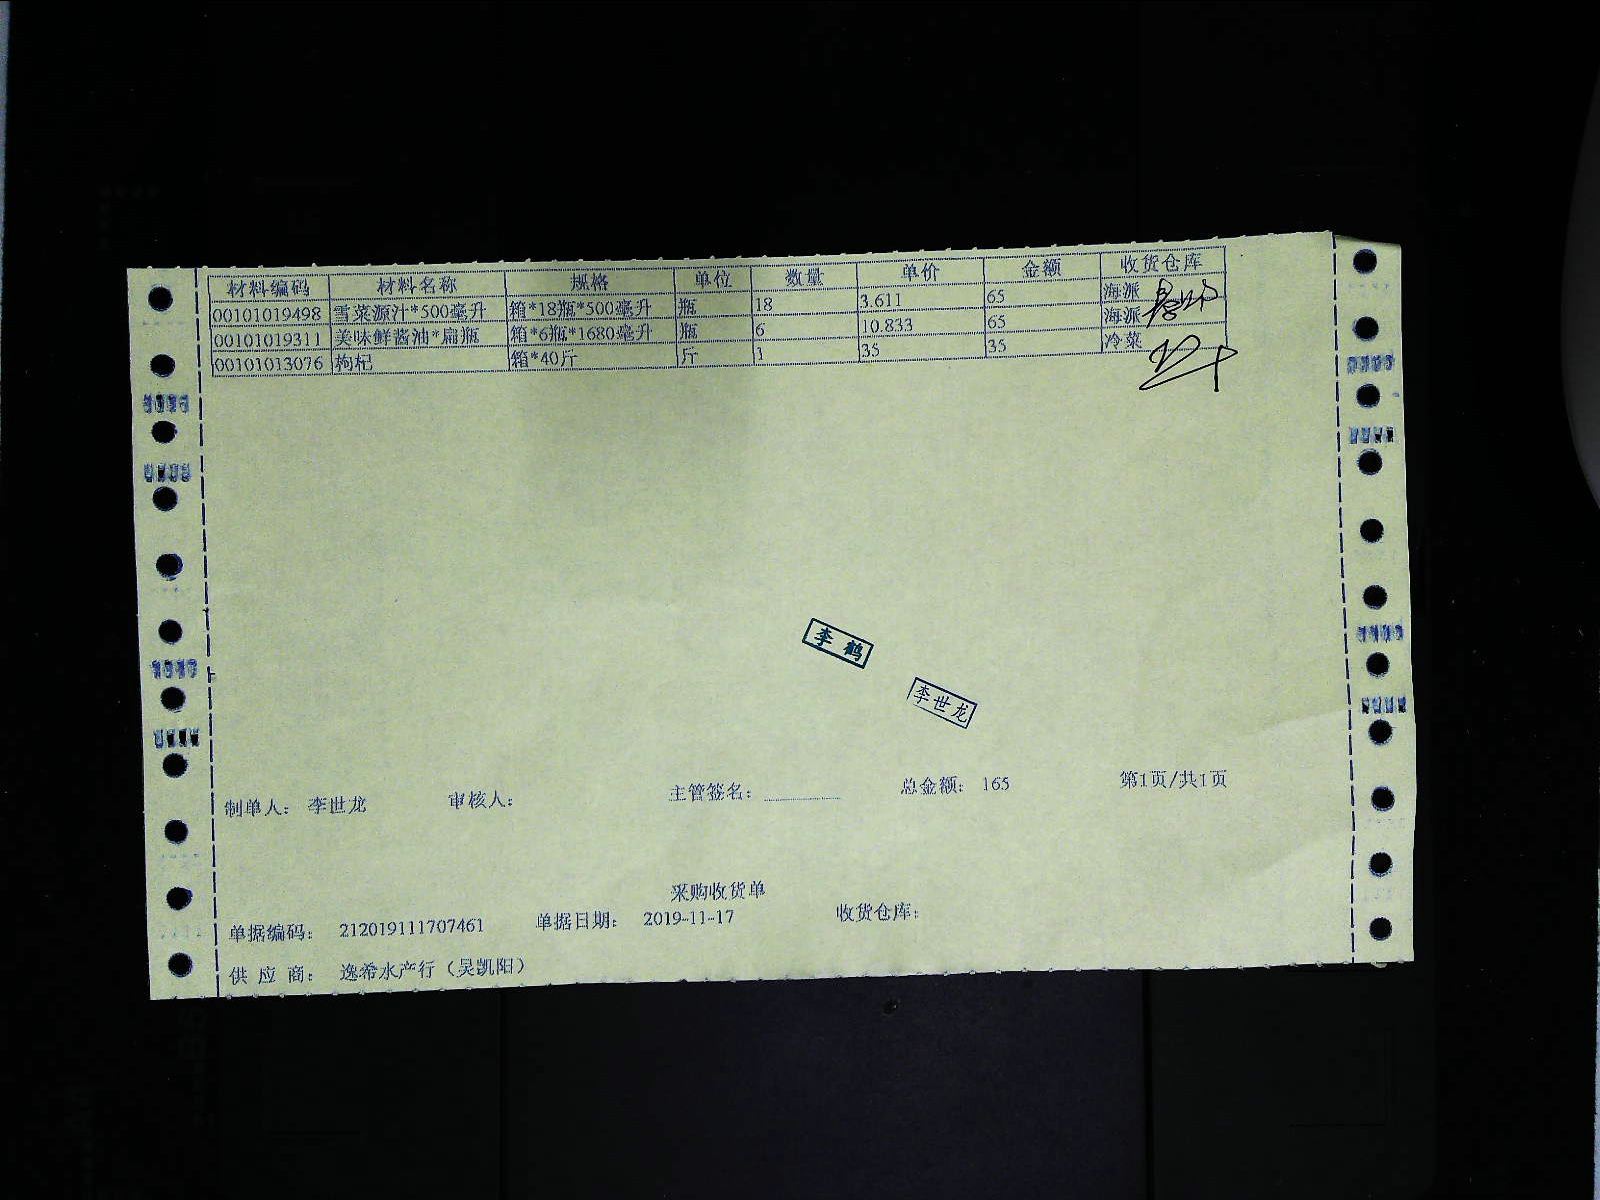 材料编码 材料名称 规格 单位 数量 单价 金额 收货仓库
00101019498 雪菜源汁*500毫升 箱*18瓶*500毫升 瓶 18 3.611 65 海派
00101019311 美味鲜酱油*扁瓶 箱*6瓶*1680毫升 瓶 6 10.833 65 海派
00101013076 枸杞 箱*40斤 斤 1 35 35 冷菜
李鹤
李世龙
制单人: 李世龙 审核人: 主管签名: 总金额: 165 第1页/共1页
采购收货单
单据编码: 212019111707461 单据日期: 2019-11-17 收货仓库:
供应商: 逸希水产行（吴凯阳）